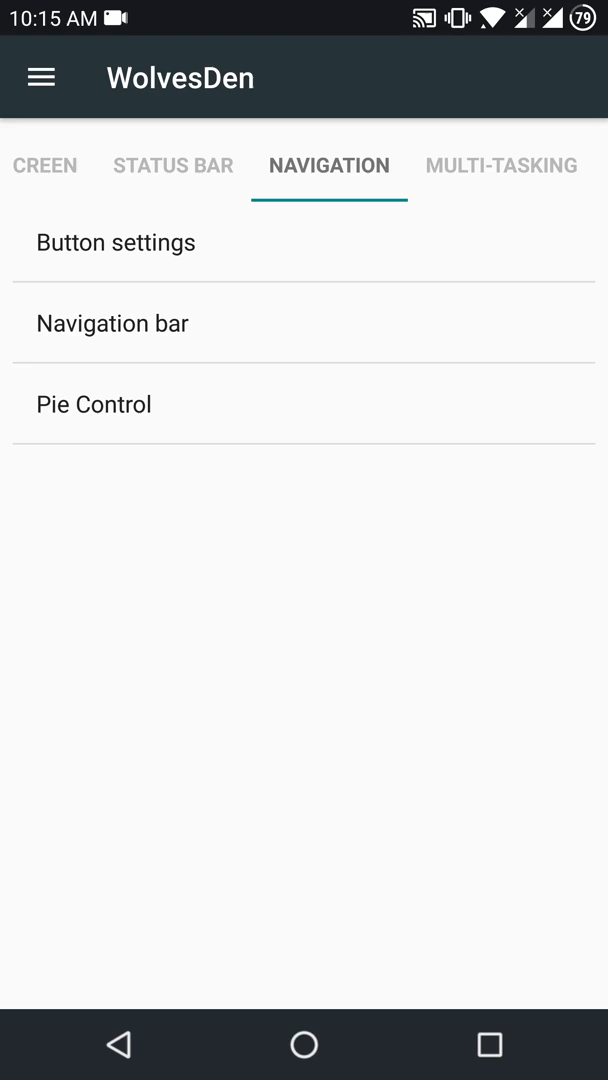 10:15 AM 79
WolvesDen
CREEN STATUS BAR NAVIGATION MULTI-TASKING
Button settings
Navigation bar
Pie Control